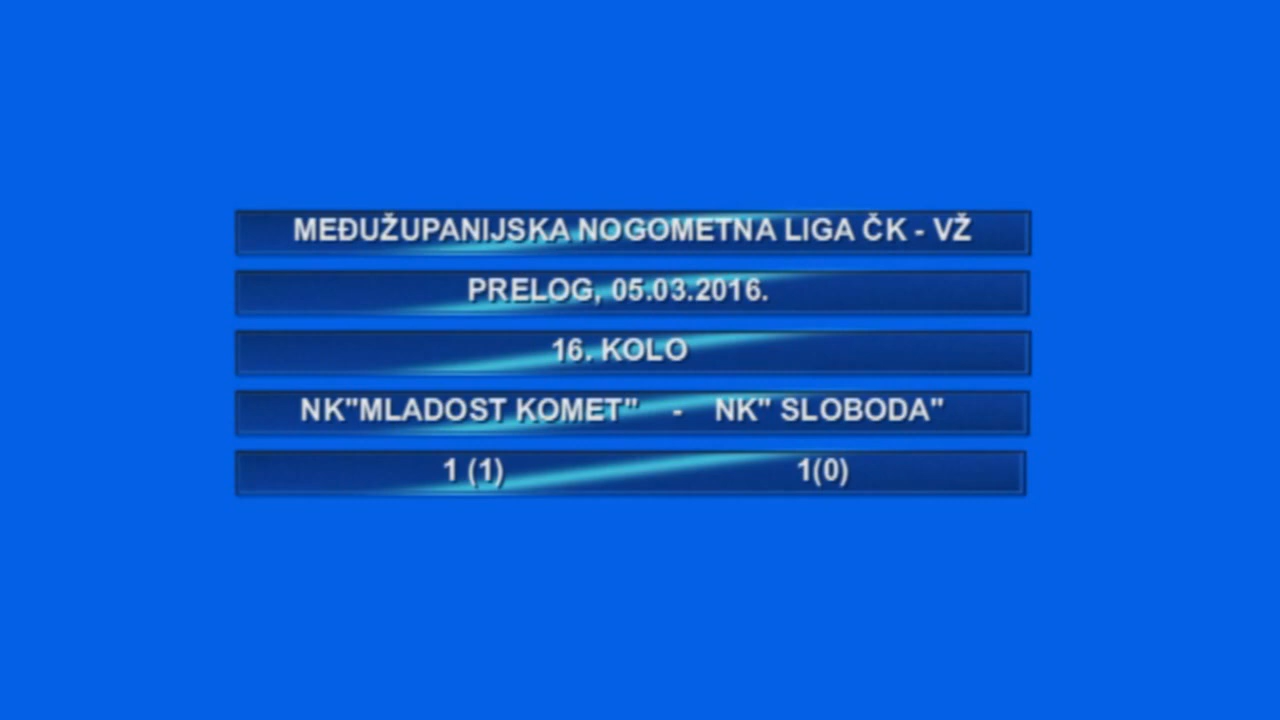 MEĐUŽUPANIJSKA NOGOMETNA LIGA ČK - VŽ
PRELOG, 05.03.2016.
16. KOLO
NK"MLADOST KOMET" - NK" SLOBODA"
1 (1) 1(0)